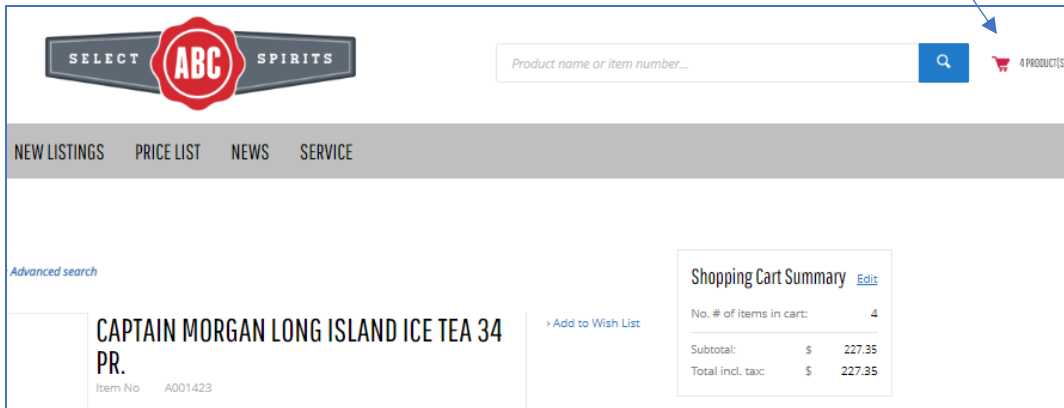 SELECT ABC SPIRITS
Product name or item number...
4 PRODUCT(S
NEW LISTINGS PRICE LIST NEWS SERVICE
Advanced search
Shopping Cart Summary Edit
No. # of items in cart: 4
Subtotal: $ 227.35
Total incl. tax: $ 227.35
CAPTAIN MORGAN LONG ISLAND ICE TEA 34
PR.
Item No A001423
› Add to Wish List